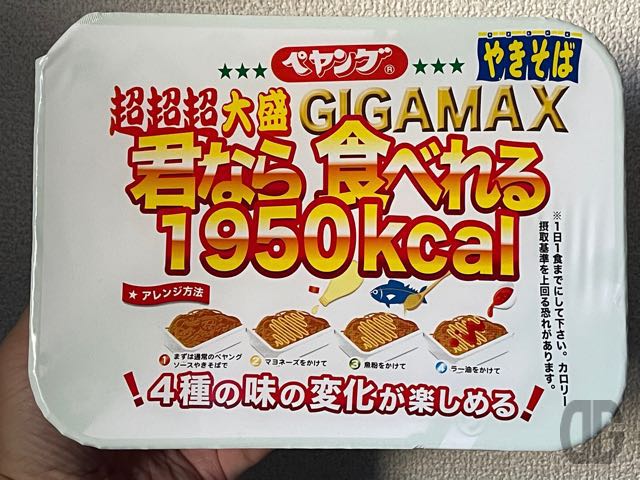 ペヤング®
やきそば
超超超大盛GIGAMAX
君なら食べれる
1950kcal
※1日1食までにして下さい。カロリー
摂取基準を上回る恐れがあります。
★アレンジ方法
1 まずは通常のペヤング
ソースやきそばで
2 マヨネーズをかけて
3 魚粉をかけて
4 ラー油をかけて
！4種の味の変化が楽しめる！
DG